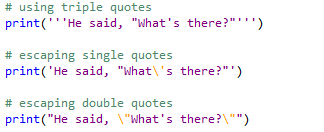 # using triple quotes
print('''He said, "What's there?"''')
# escaping single quotes
print('He said, "What\'s there?"')
# escaping double quotes
print("He said, \"What's there?\"")